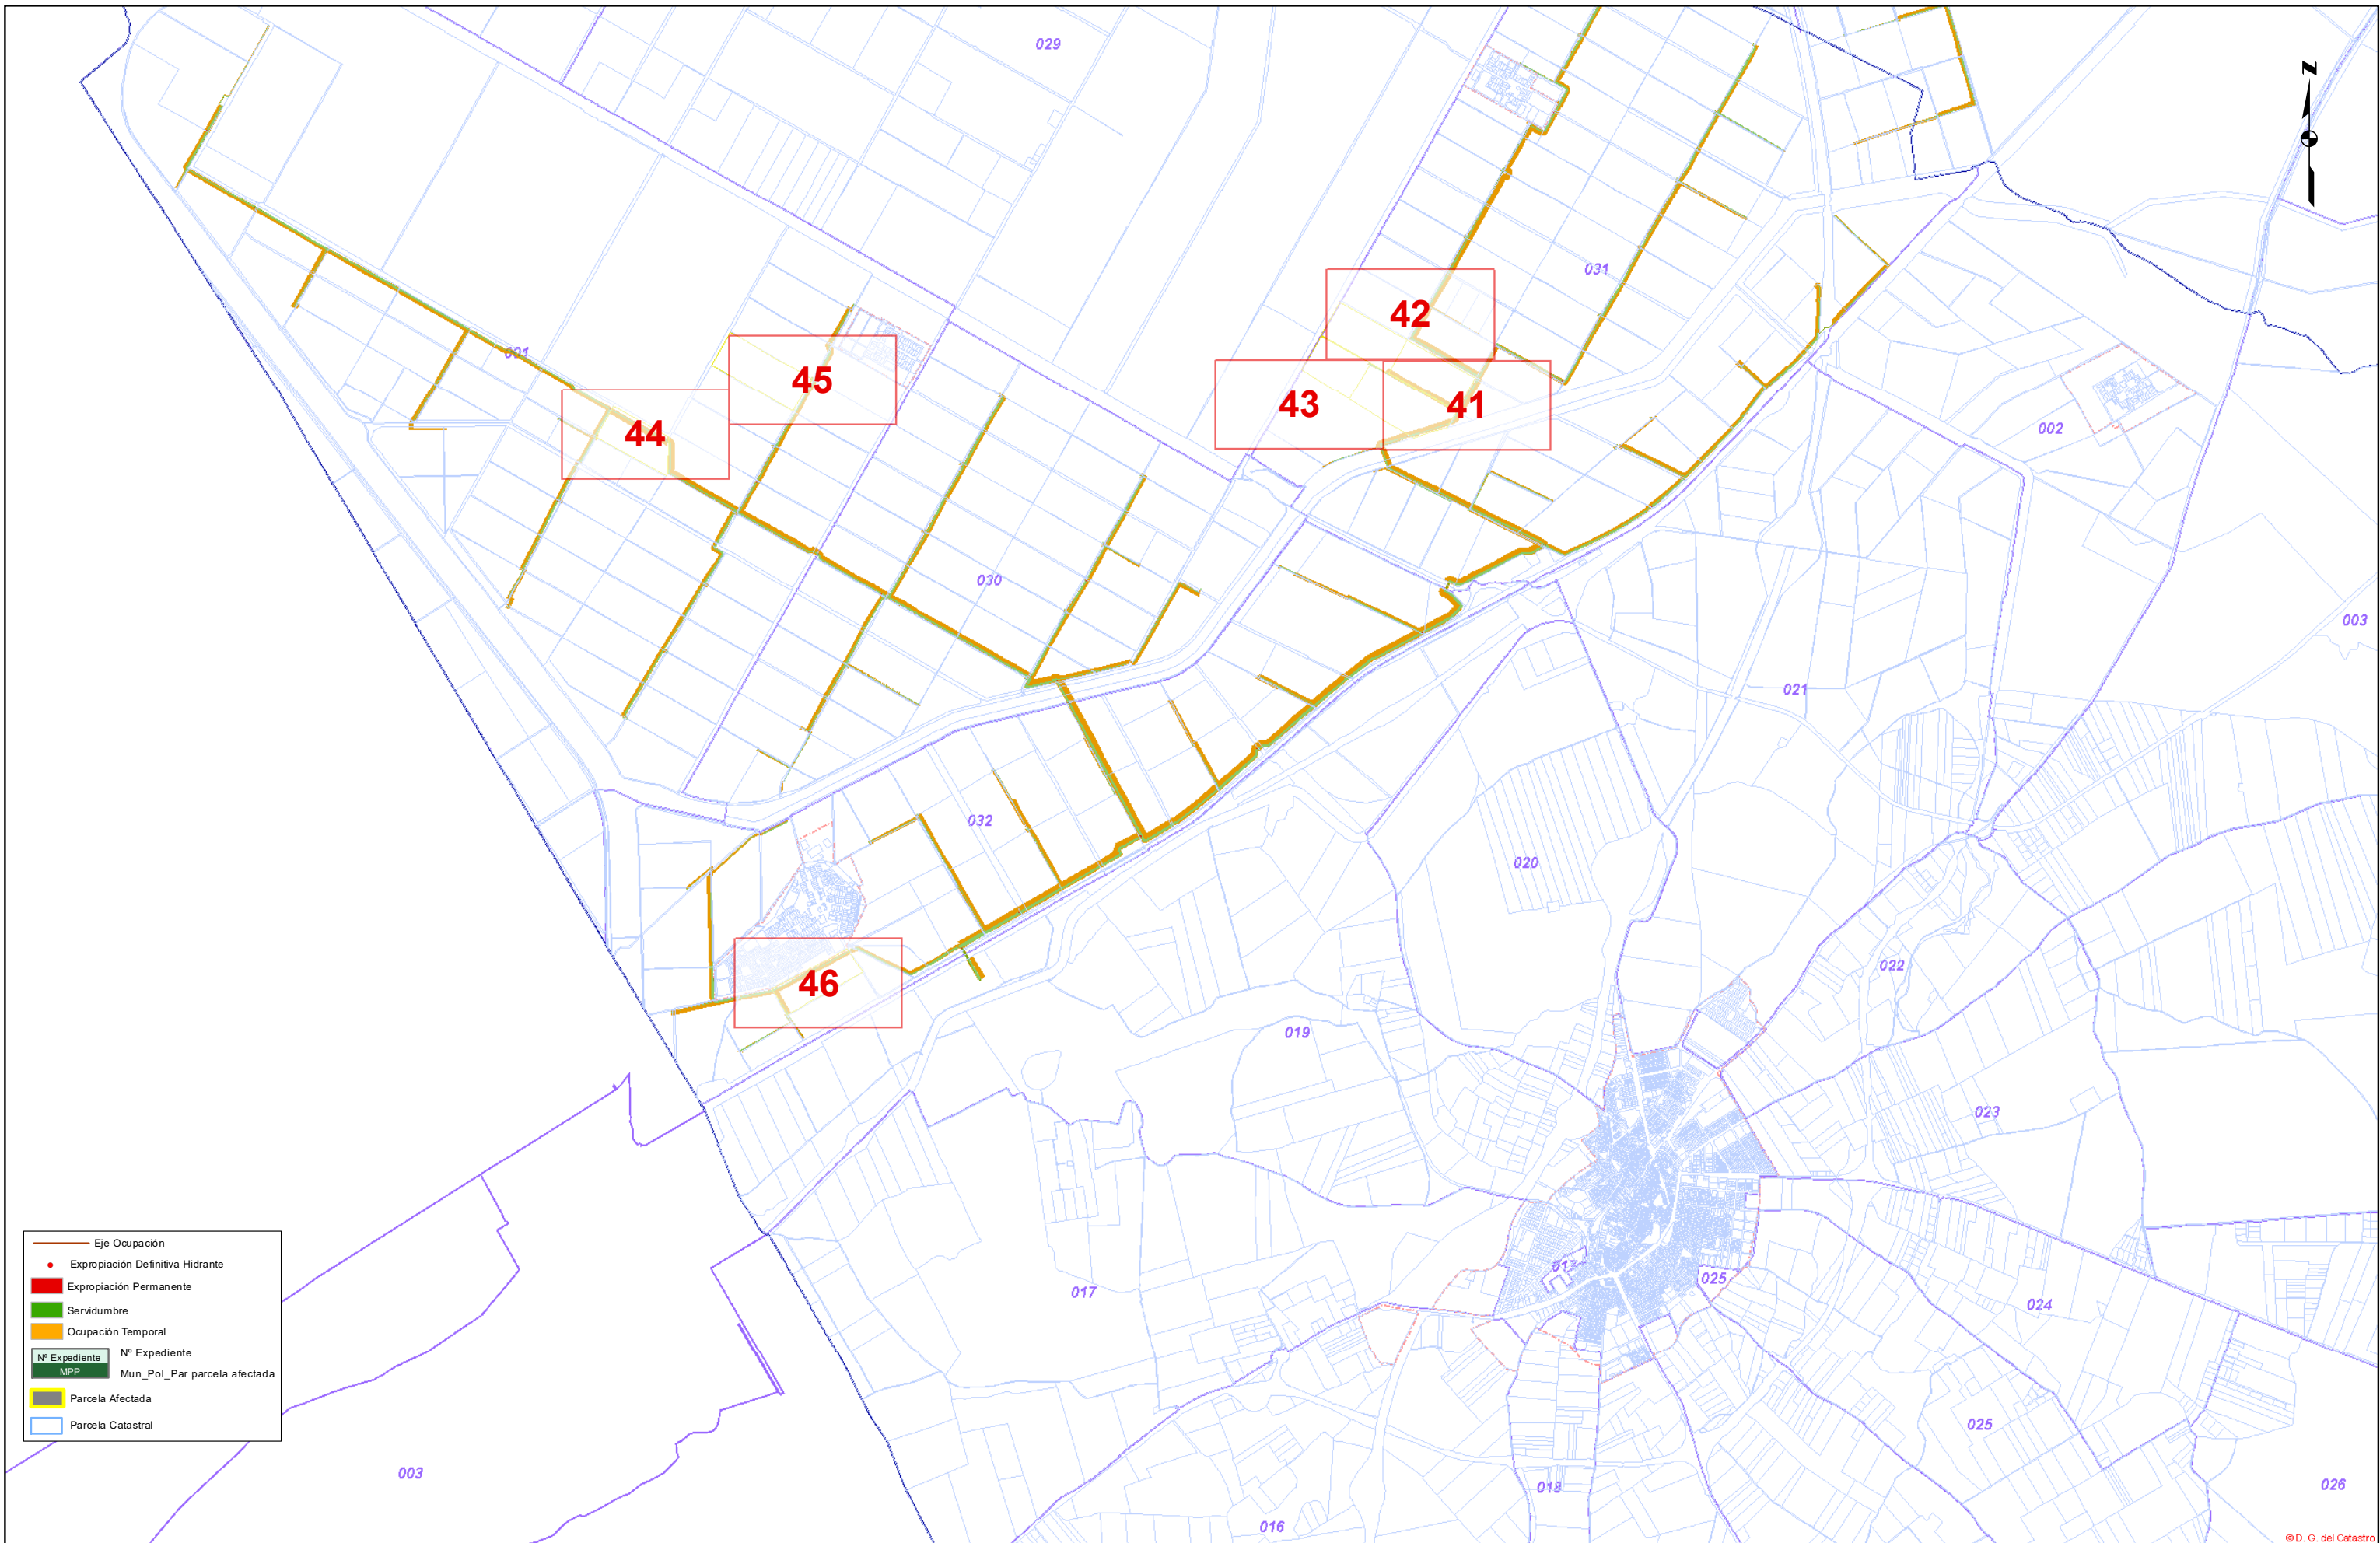 029
N
031
42
001
45
43
41
002
44
030
003
021
032
020
022
46
019
023
Eje Ocupación
Expropiación Definitiva Hidrante
Expropiación Permanente
Servidumbre
Ocupación Temporal
Nº Expediente
MPP
Nº Expediente
Mun_Pol_Par parcela afectada
Parcela Afectada
Parcela Catastral
017
017
025
024
025
003
018
026
016
© D. G. del Catastro